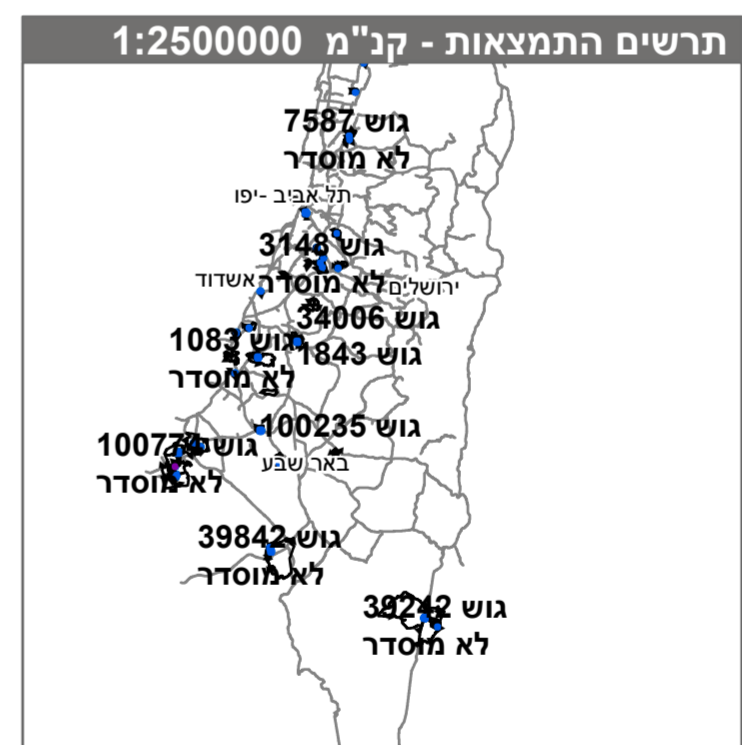 תרשים התמצאות - קנ"מ 1:2500000
גוש 7587
לא מוסדר
תל אביב -יפו
גוש 3148
לא מוסדר
ירושלים
אשדוד
גוש 34006
גוש 1083
גוש 1843
לא מוסדר
גוש 100235
גוש
באר שבע
לא מוסדר
גוש 39842
לא מוסדר
גוש 39242
לא מוסדר